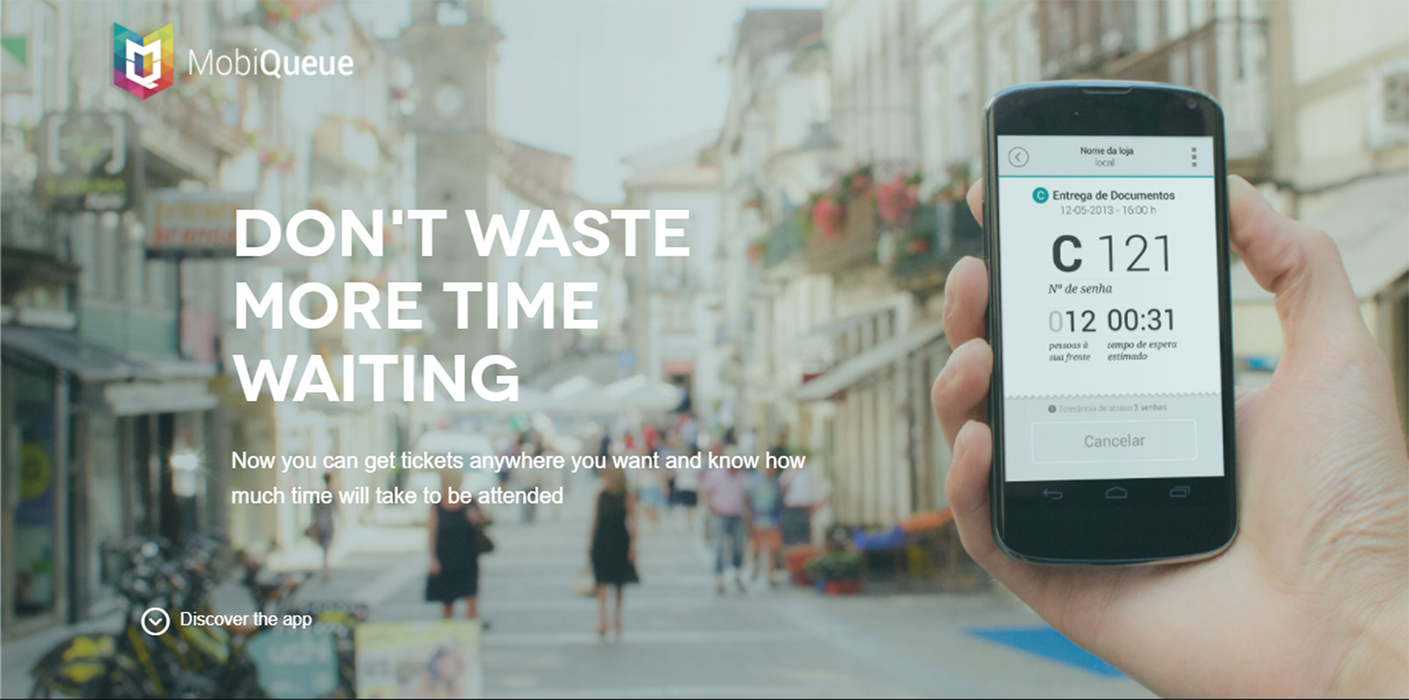 MobiQueue
DON'T WASTE
MORE TIME
WAITING
Now you can get tickets anywhere you want and know how
much time will take to be attended
Discover the app
Nome da loja
local
C Entrega de Documentos
12-05-2013 - 16:00 h
C 121
Nº de senha
012 00:31
pessoas à tempo de espera
sua frente estimado
Tolerância de atraso 3 senhas
Cancelar